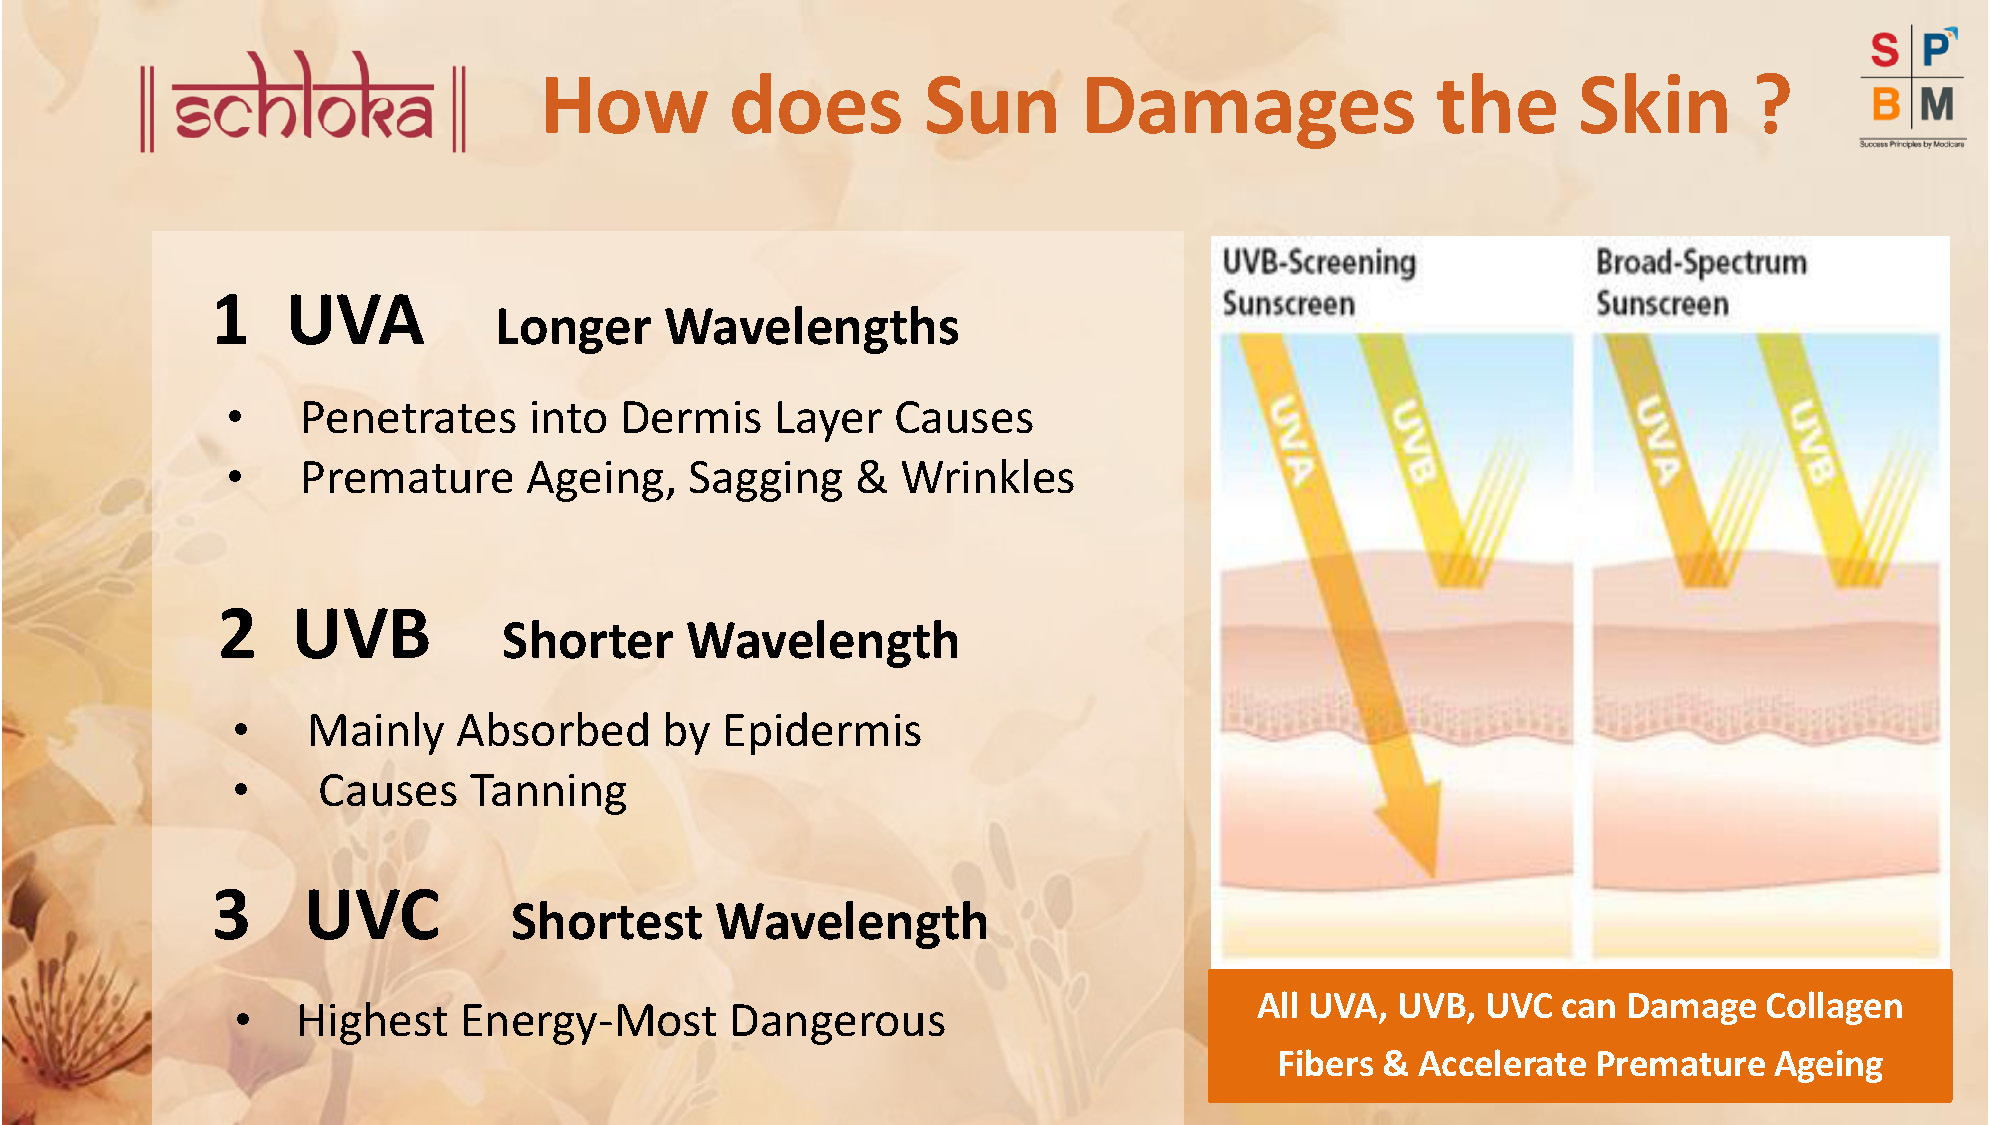 || schloka ||
How does Sun Damages the Skin ?
S P
B M
Success Principles by Modicare
1 UVA Longer Wavelengths
• Penetrates into Dermis Layer Causes
• Premature Ageing, Sagging & Wrinkles
2 UVB Shorter Wavelength
• Mainly Absorbed by Epidermis
• Causes Tanning
3 UVC Shortest Wavelength
• Highest Energy-Most Dangerous
UVB-Screening
Sunscreen
UVA
UVB
Broad-Spectrum
Sunscreen
UVA
UVB
All UVA, UVB, UVC can Damage Collagen
Fibers & Accelerate Premature Ageing